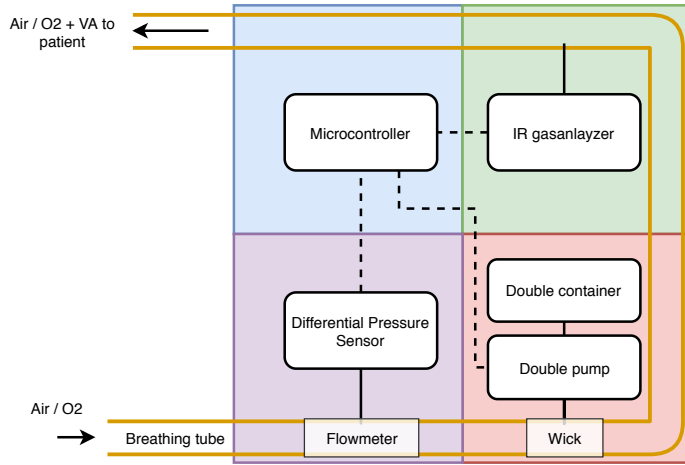 Air / O2 + VA to
patient
Microcontroller
IR gasanlayzer
Double container
Differential Pressure
Sensor
Double pump
Air / O2
Breathing tube
Flowmeter
Wick